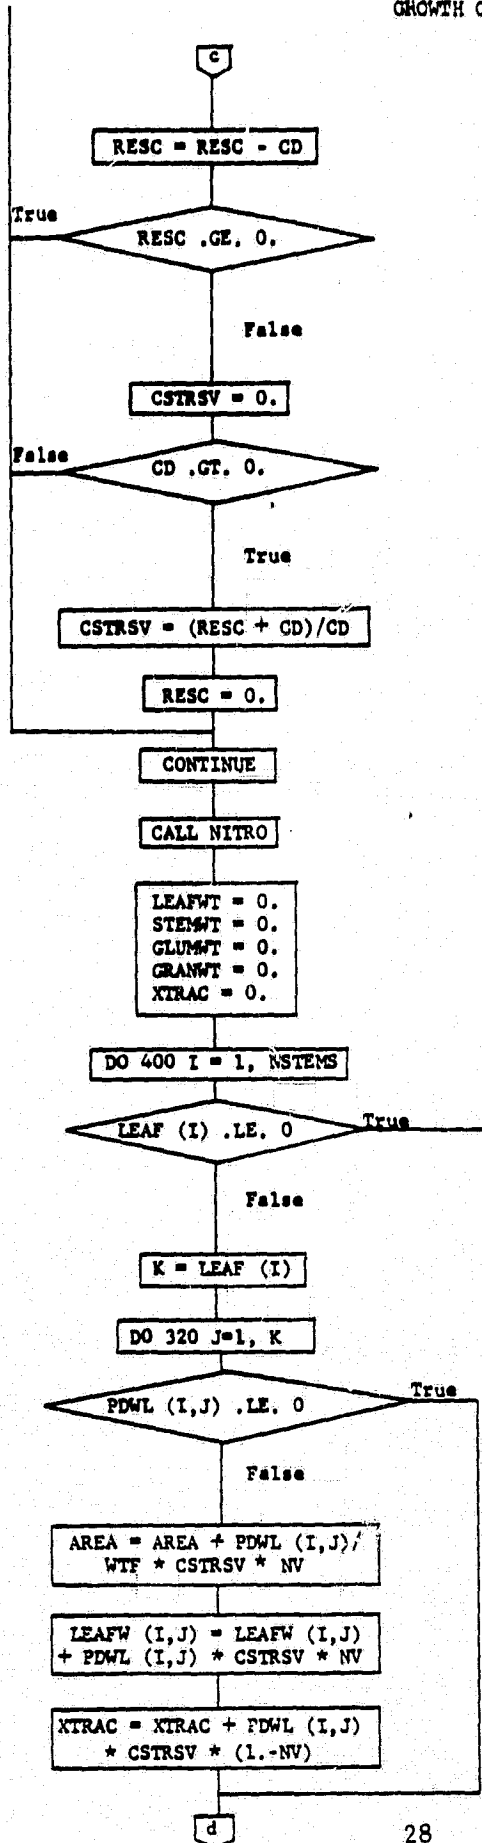 GROWTH
c
RESC = RESC - CD
True
RESC .GE. 0.
False
CSTRSV = 0.
False
CD .GT. 0.
True
CSTRSV = (RESC + CD)/CD
RESC = 0.
CONTINUE
CALL NITRO
LEAFWT = 0.
STEMWT = 0.
GLUMWT = 0.
GRANWT = 0.
XTRAC = 0.
DO 400 I = 1, NSTEMS
LEAF (I) .LE. 0
True
False
K = LEAF (I)
DO 320 J=1, K
PDWL (I,J) .LE. 0
True
False
AREA = AREA + PDWL (I,J)/
WTF * CSTRSV * NV
LEAFW (I,J) = LEAFW (I,J)
+ PDWL (I,J) * CSTRSV * NV
XTRAC = XTRAC + PDWL (I,J)
* CSTRSV * (1.-NV)
d
28